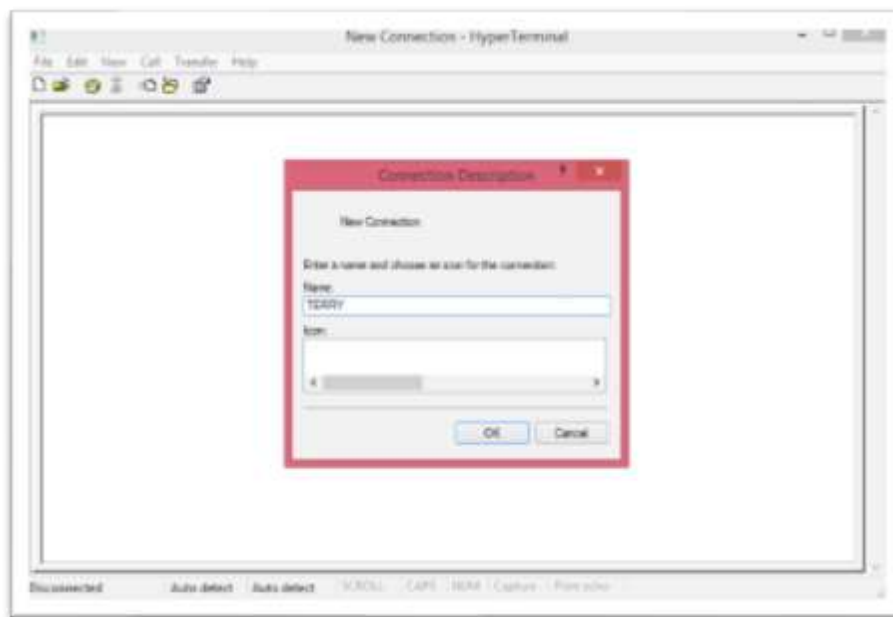 New Connection - HyperTerminal
File Edit View Call Transfer Help
Connection Description
New Connection
Enter a name and choose an icon for the connection:
Name:
TERRY
Icon:
OK Cancel
Disconnected Auto detect Auto detect SCROLL CAPS NUM Capture Print echo